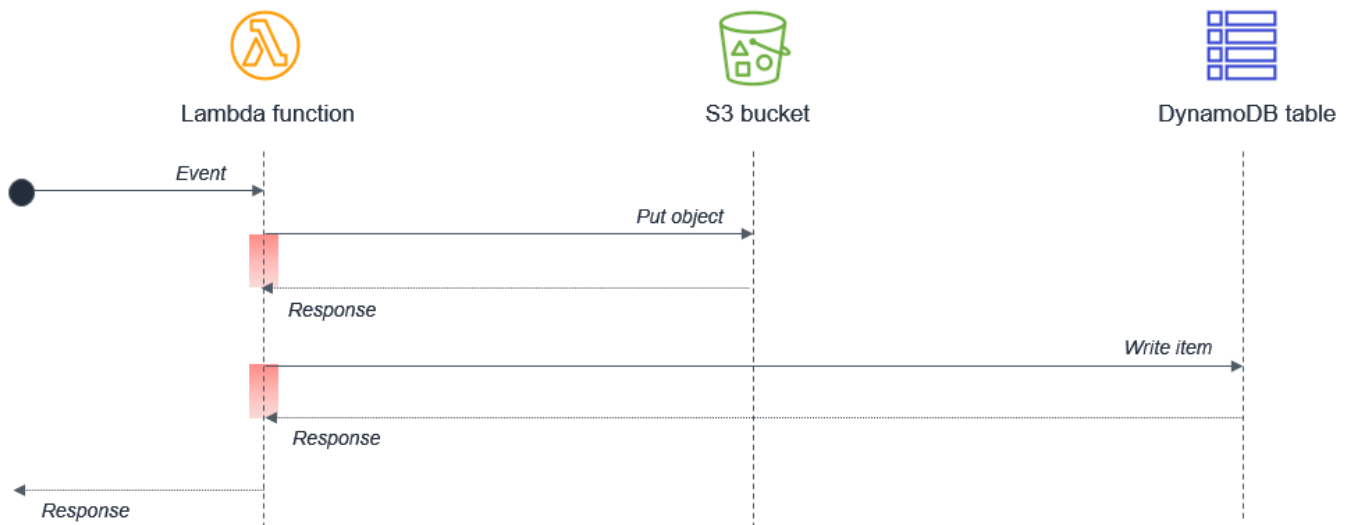 Lambda function
S3 bucket
DynamoDB table
Event
Put object
Response
Write item
Response
Response